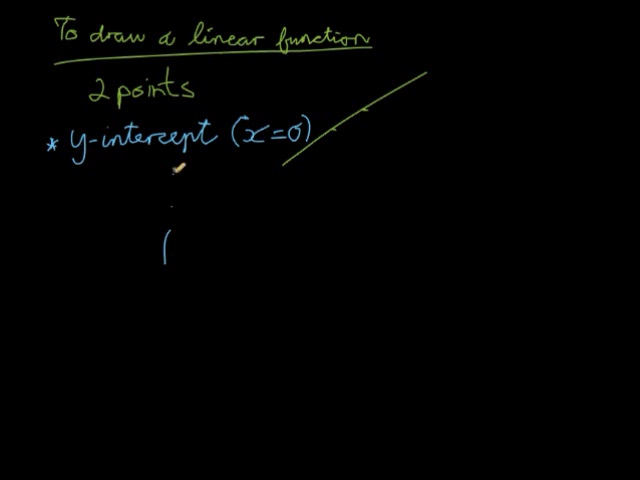 To draw a linear function
2 points
* y-intercept (x=0)
(